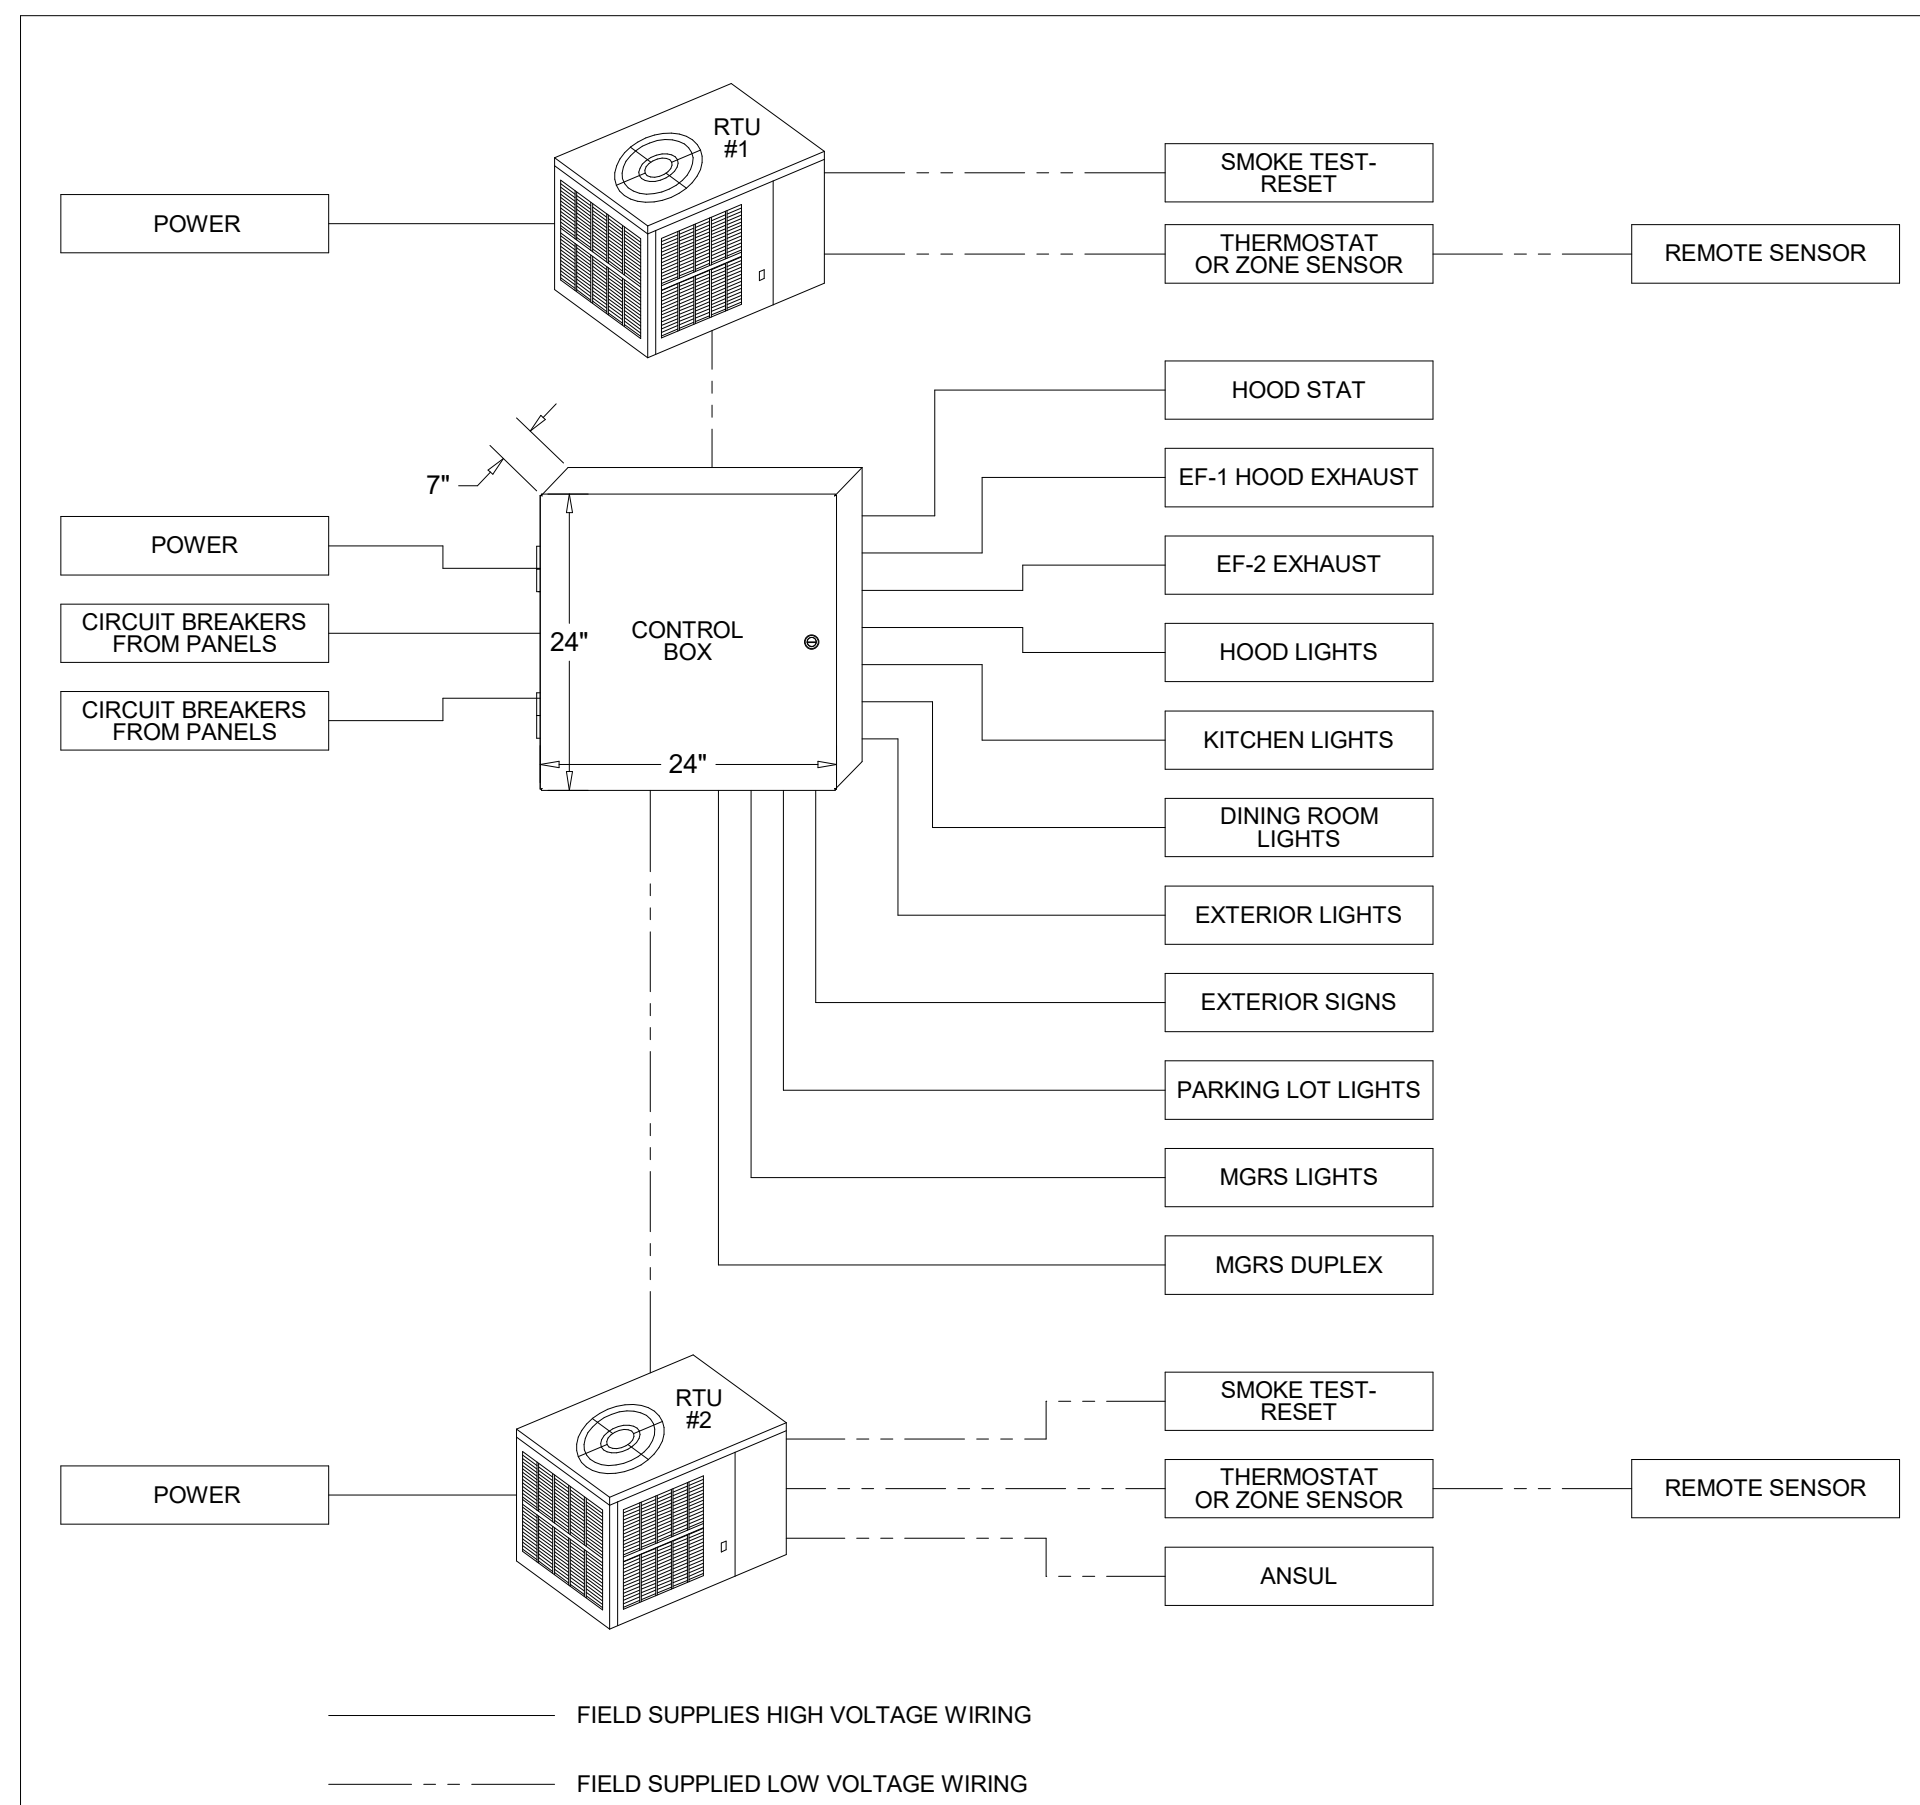 RTU
#1
SMOKE TEST-
RESET
POWER
THERMOSTAT
OR ZONE SENSOR
REMOTE SENSOR
HOOD STAT
7"
EF-1 HOOD EXHAUST
POWER
EF-2 EXHAUST
CIRCUIT BREAKERS
FROM PANELS
24"
CONTROL
BOX
HOOD LIGHTS
CIRCUIT BREAKERS
FROM PANELS
KITCHEN LIGHTS
24"
DINING ROOM
LIGHTS
EXTERIOR LIGHTS
EXTERIOR SIGNS
PARKING LOT LIGHTS
MGRS LIGHTS
MGRS DUPLEX
RTU
#2
SMOKE TEST-
RESET
POWER
THERMOSTAT
OR ZONE SENSOR
REMOTE SENSOR
ANSUL
FIELD SUPPLIES HIGH VOLTAGE WIRING
FIELD SUPPLIED LOW VOLTAGE WIRING